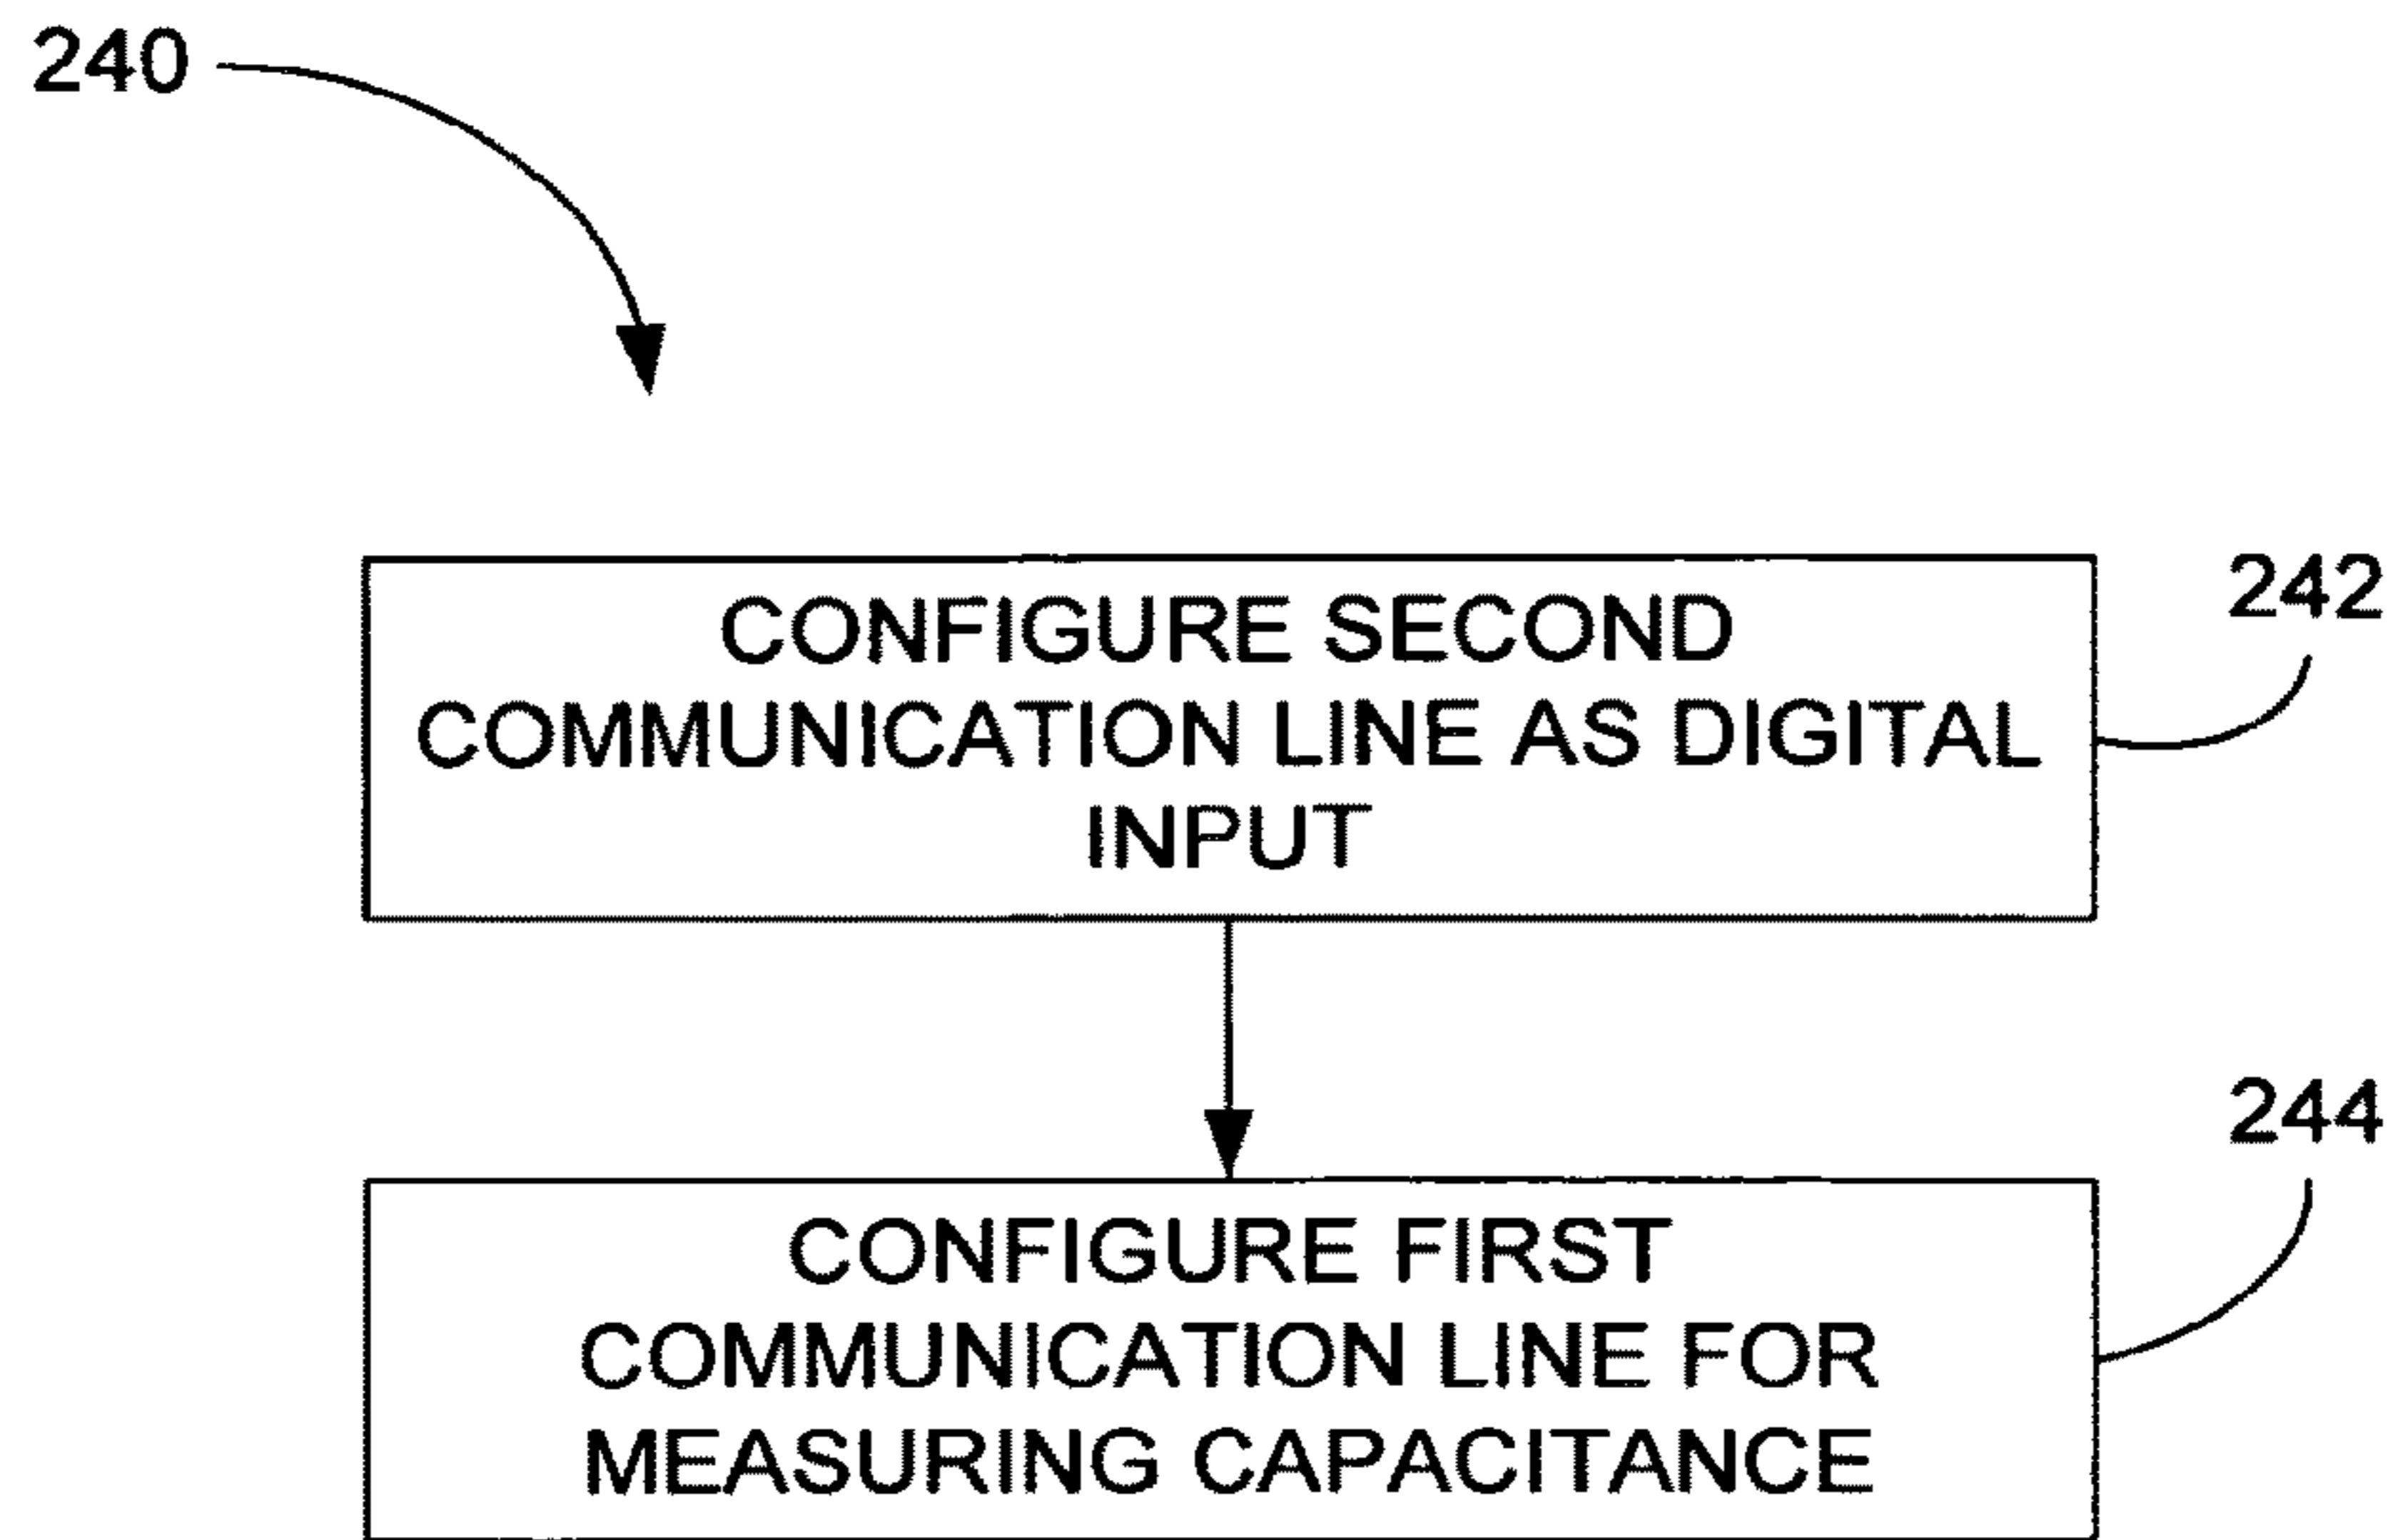 240
CONFIGURE SECOND
COMMUNICATION LINE AS DIGITAL
INPUT
242
CONFIGURE FIRST
COMMUNICATION LINE FOR
MEASURING CAPACITANCE
244